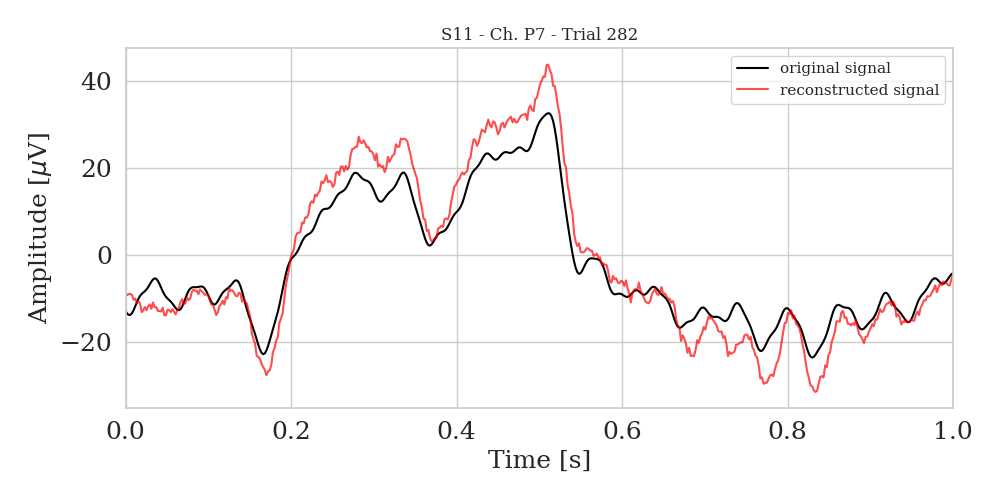 S11 - Ch. P7 - Trial 282
original signal
reconstructed signal
Amplitude [μV]
40
20
0
−20
0.0 0.2 0.4 0.6 0.8 1.0
Time [s]